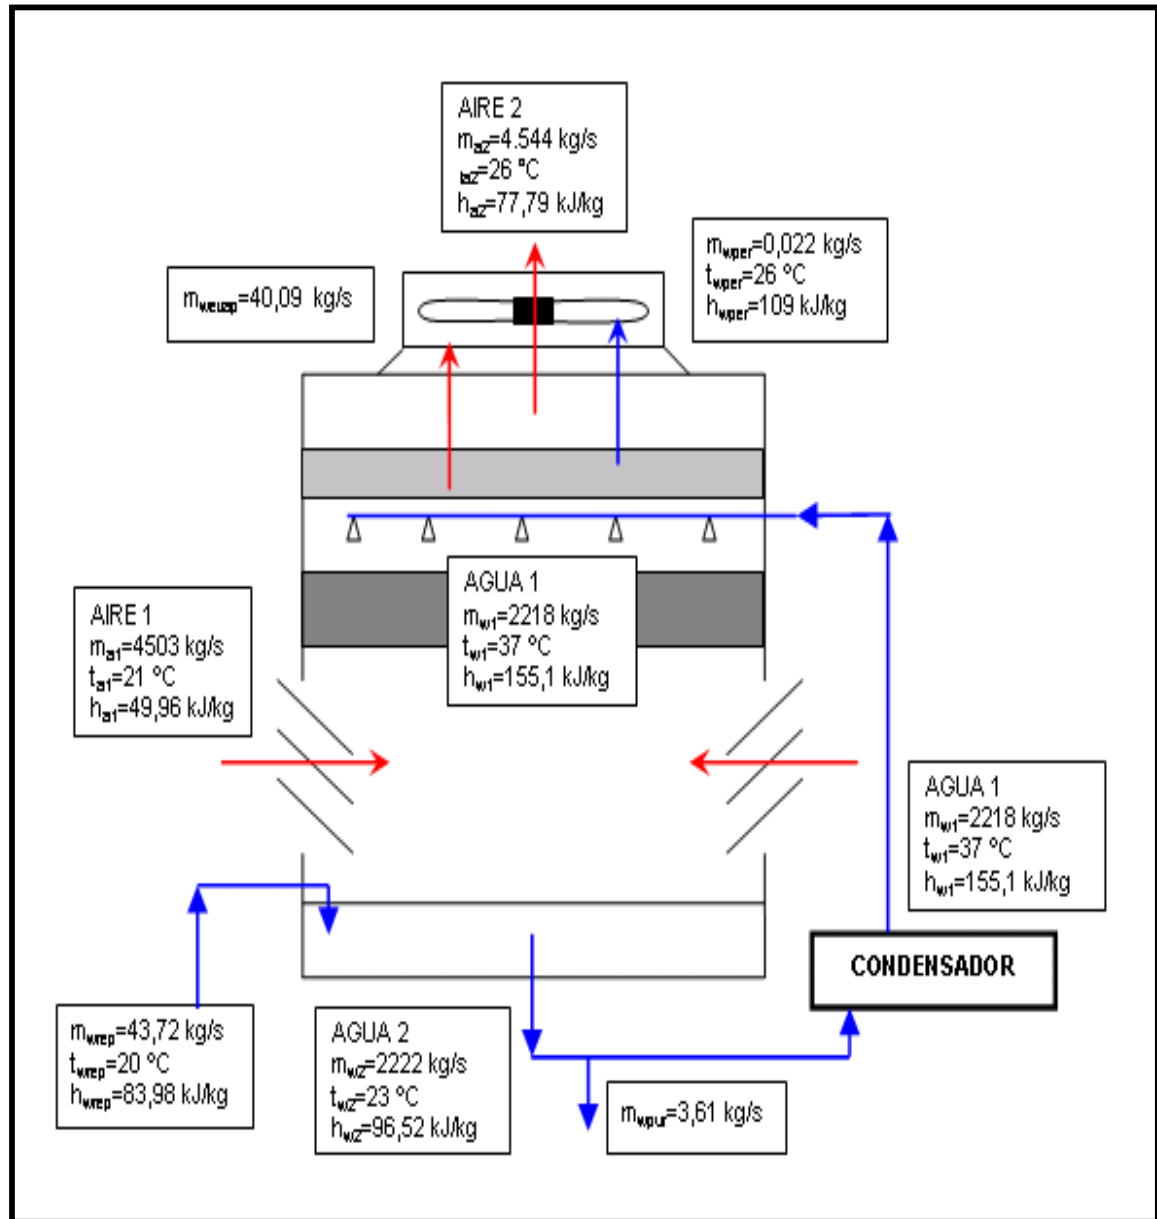 AIRE 2
ma2=4.544 kg/s
ta2=26 °C
ha2=77,79 kJ/kg
mwper=0,022 kg/s
twper=26 °C
hwper=109 kJ/kg
mwevap=40,09 kg/s
AGUA 1
mw1=2218 kg/s
tw1=37 °C
hw1=155,1 kJ/kg
AIRE 1
ma1=4503 kg/s
ta1=21 °C
ha1=49,96 kJ/kg
AGUA 1
mw1=2218 kg/s
tw1=37 °C
hw1=155,1 kJ/kg
CONDENSADOR
mwrep=43,72 kg/s
twrep=20 °C
hwrep=83,98 kJ/kg
AGUA 2
mw2=2222 kg/s
tw2=23 °C
hw2=96,52 kJ/kg
mwpur=3,61 kg/s